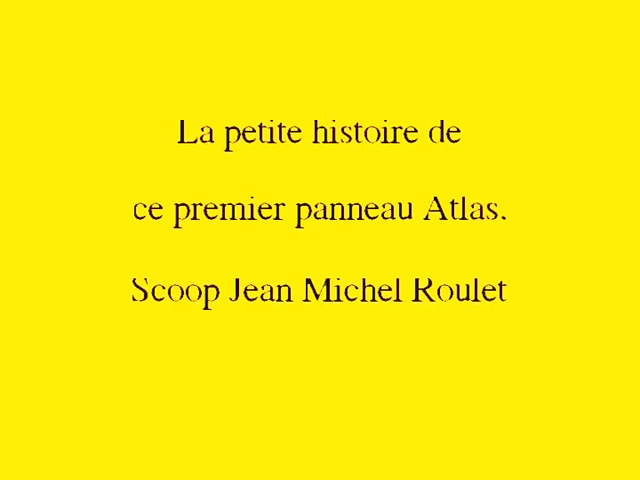 La petite histoire de
ce premier panneau Atlas.
Scoop Jean Michel Roulet